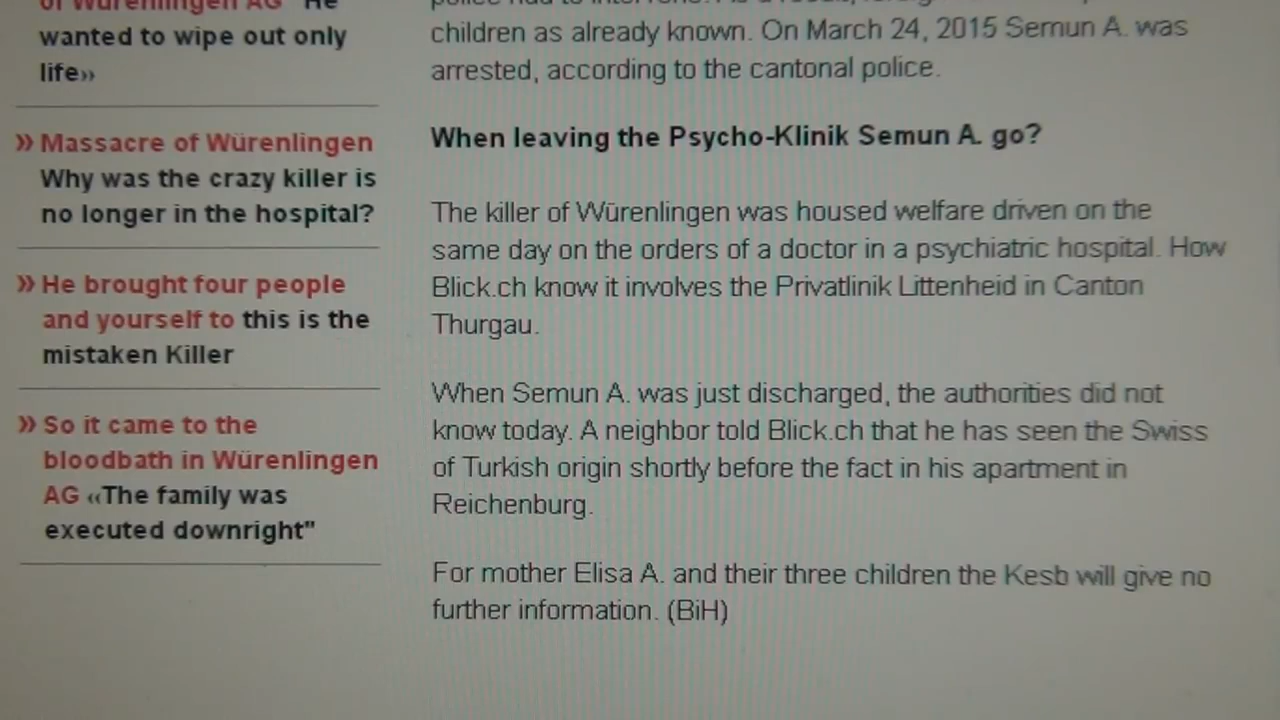 of Würenlingen AG "He
wanted to wipe out only
life»
» Massacre of Würenlingen
Why was the crazy killer is
no longer in the hospital?
» He brought four people
and yourself to this is the
mistaken Killer
» So it came to the
bloodbath in Würenlingen
AG «The family was
executed downright"
children as already known. On March 24, 2015 Semun A. was
arrested, according to the cantonal police.
When leaving the Psycho-Klinik Semun A. go?
The killer of Würenlingen was housed welfare driven on the
same day on the orders of a doctor in a psychiatric hospital. How
Blick.ch know it involves the Privatlinik Littenheid in Canton
Thurgau.
When Semun A. was just discharged, the authorities did not
know today. A neighbor told Blick.ch that he has seen the Swiss
of Turkish origin shortly before the fact in his apartment in
Reichenburg.
For mother Elisa A. and their three children the Kesb will give no
further information. (BiH)